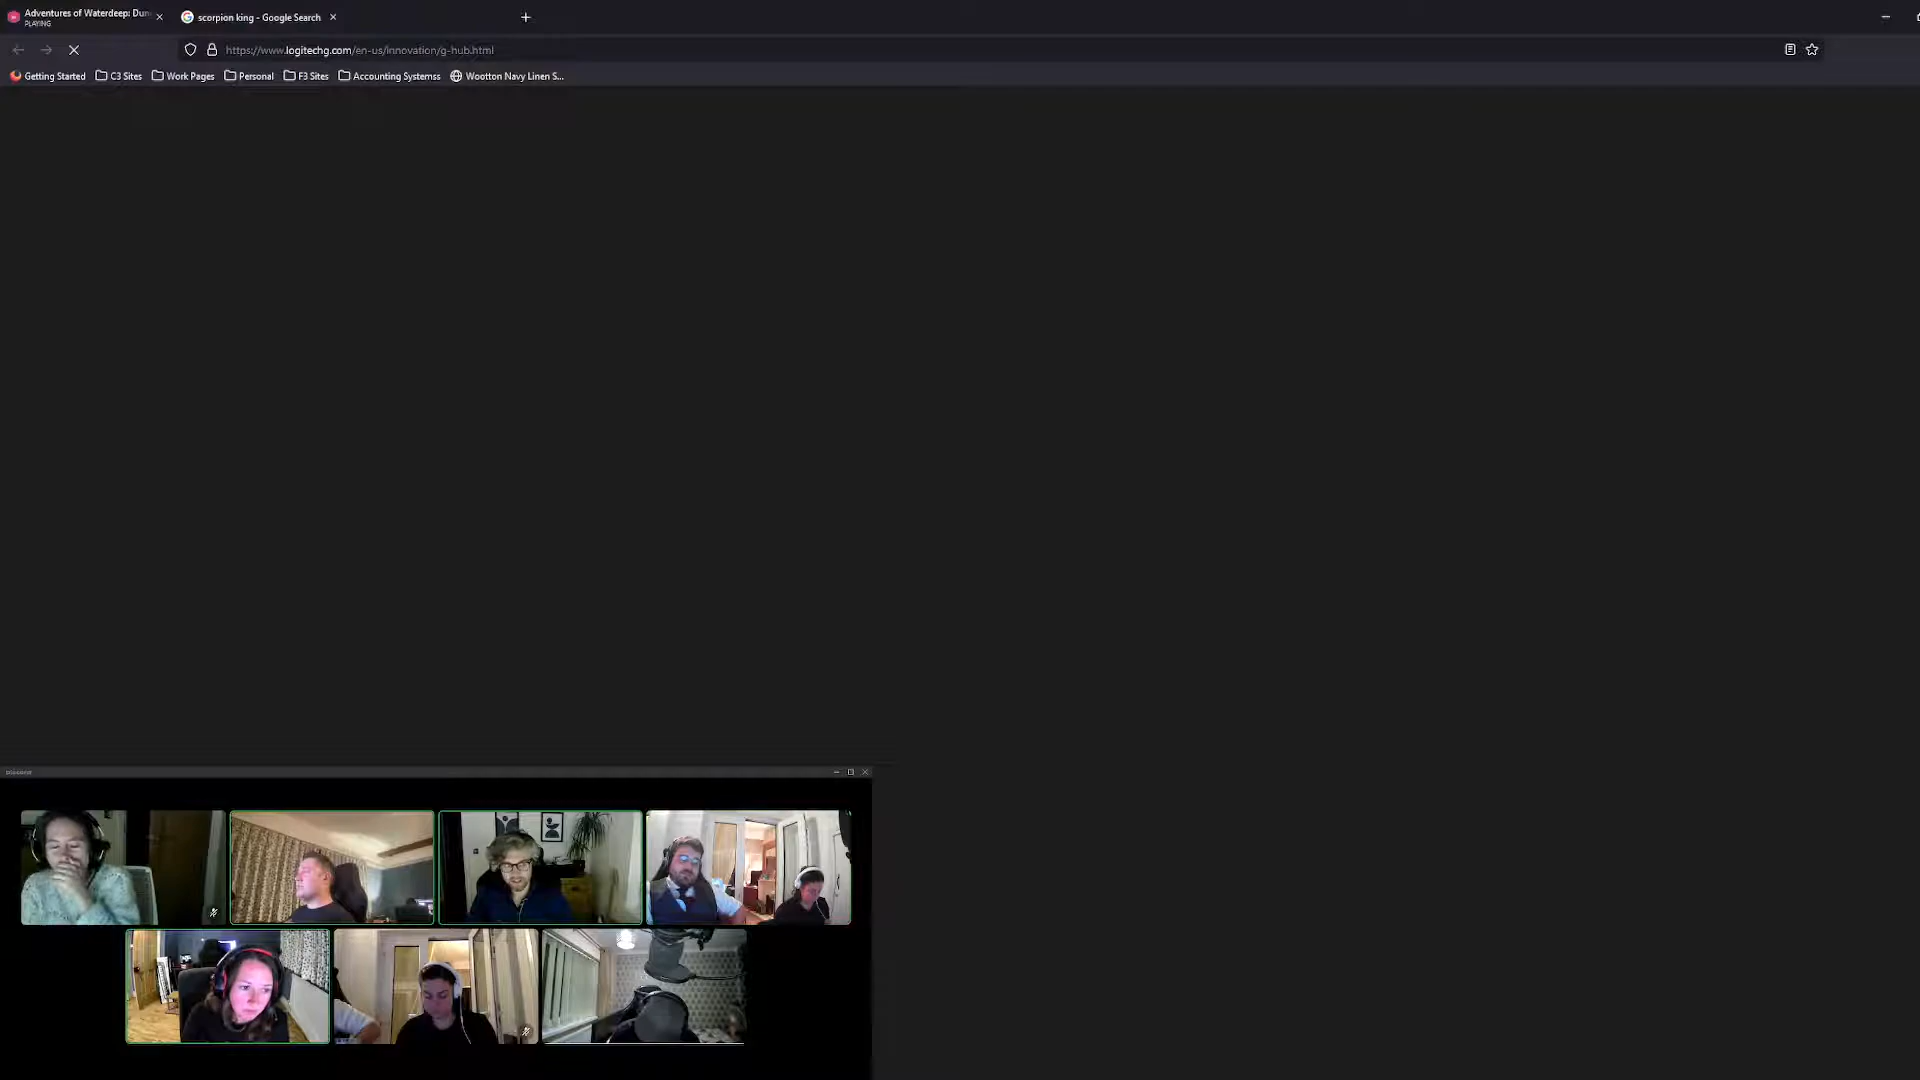 Adventures of Waterdeep: Dun
PLAYING
scorpion king - Google Search
https://www.logitechg.com/en-us/innovation/g-hub.html
Getting Started
C3 Sites
Work Pages
Personal
F3 Sites
Accounting Systemss
Wootton Navy Linen S...